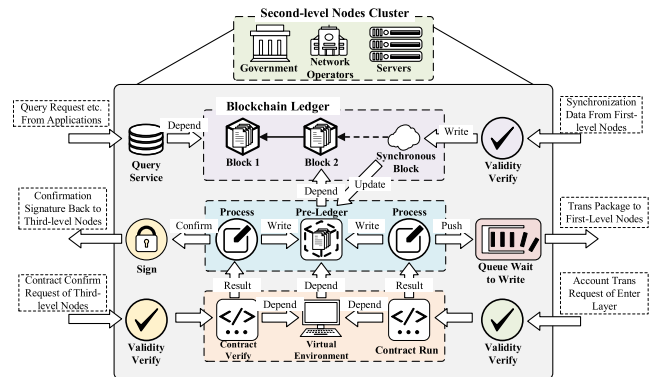 Second-level Nodes Cluster
Government
Network
Operators
Servers
Query Request etc.
From Applications
Blockchain Ledger
Synchronization
Data From First-
level Nodes
Depend
Write
Query
Service
Block 1
Block 2
Synchronous
Block
Validity
Verify
Depend
Update
Confirmation
Signature Back to
Third-level Nodes
Process
Pre-Ledger
Process
Trans Package to
First-Level Nodes
Confirm
Write
Write
Push
Sign
Queue Wait
to Write
Contract Confirm
Request of Third-
level Nodes
Result
Depend
Result
Account Trans
Request of Enter
Layer
Depend
Depend
Validity
Verify
Contract
Verify
Virtual
Environment
Contract Run
Validity
Verify